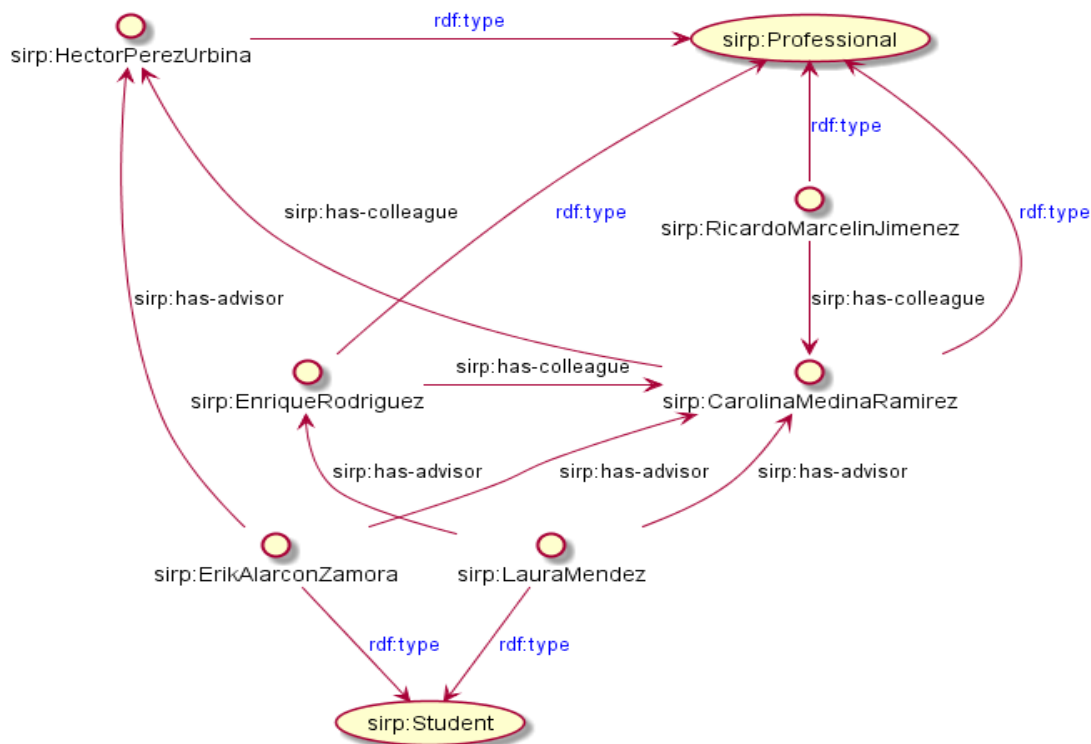 rdf:type
sirp:HectorPerezUrbina
sirp:Professional
rdf:type
sirp:has-colleague
rdf:type
rdf:type
sirp:RicardoMarcelinJimenez
sirp:has-advisor
sirp:has-colleague
sirp:has-colleague
sirp:EnriqueRodriguez
sirp:CarolinaMedinaRamirez
sirp:has-advisor
sirp:has-advisor
sirp:has-advisor
sirp:ErikAlarconZamora
sirp:LauraMendez
rdf:type
rdf:type
sirp:Student